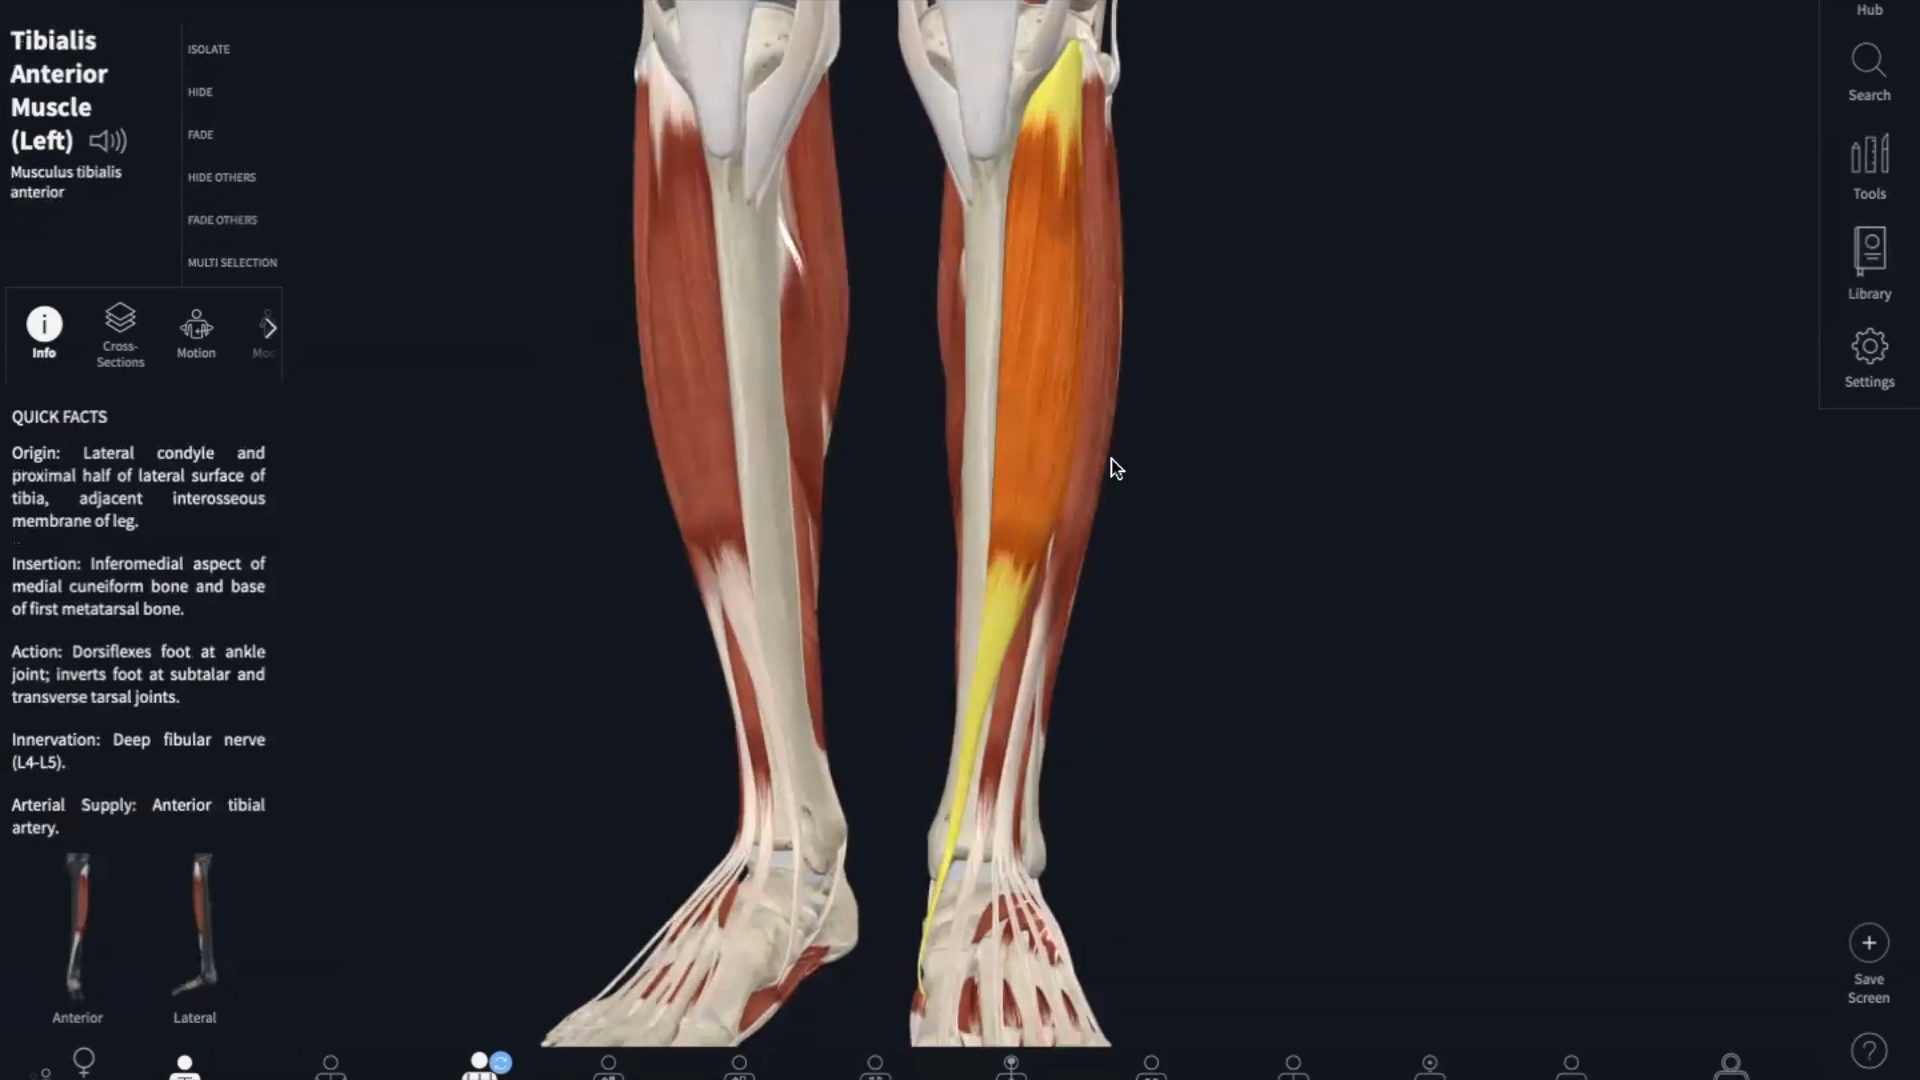 Tibialis
Anterior
Muscle
(Left)
Musculus tibialis
anterior
ISOLATE
HIDE
FADE
HIDE OTHERS
FADE OTHERS
MULTI SELECTION
Info
Cross-
Sections
Motion
QUICK FACTS
Origin: Lateral condyle and
proximal half of lateral surface of
tibia, adjacent interosseous
membrane of leg.
Insertion: Inferomedial aspect of
medial cuneiform bone and base
of first metatarsal bone.
Action: Dorsiflexes foot at ankle
joint; inverts foot at subtalar and
transverse tarsal joints.
Innervation: Deep fibular nerve
(L4-L5).
Arterial Supply: Anterior tibial
artery.
Anterior
Lateral
Hub
Search
Tools
Library
Settings
Save
Screen